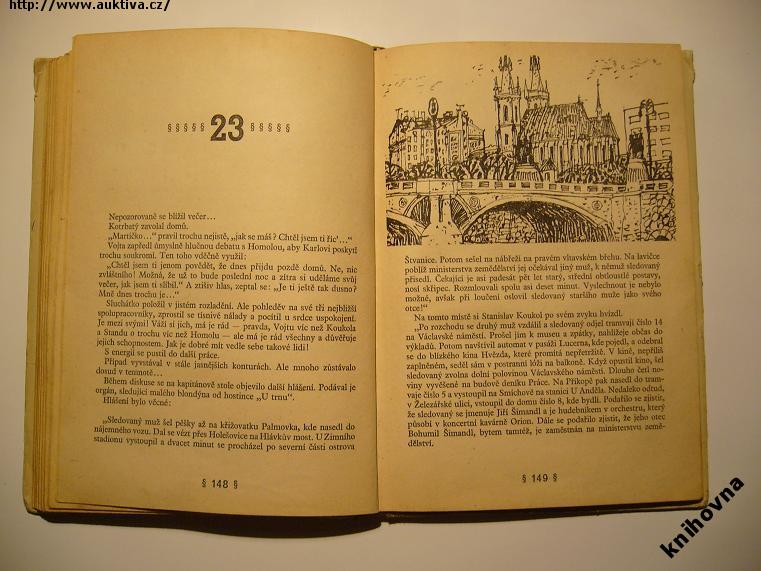 http://www.auktiva.cz/
§ § § § § 23 § § § § §
Nepozorovaně se blížil večer…
Kotrbatý zavolal domů.
„Martičko…“ pravil trochu nejistě, „jak se máš? Chtěl jsem ti říc'…“
Vojta zapředl úmyslně hlučnou debatu s Homolou, aby Karlovi poskytl
trochu soukromí. Ten toho vděčně využil:
„Chtěl jsem ti jenom povědět, že dnes přijdu pozdě domů. Ne, nic
zvláštního! Možná, že už to bude poslední noc a zítra si uděláme svůj
večer, jak jsem ti slíbil.“ A ztišiv hlas, zeptal se: „Je ti ještě tak dusno?
Mně dnes trochu je…“
Sluchátko položil v jistém rozladění. Ale pohleděv na své tři nejbližší
spolupracovníky, zprostil se tísnivé nálady a pocítil u srdce uspokojení.
Je mezi svými! Váží si jich, má je rád — pravda, Vojtu víc než Koukola
a Standu o trochu víc než Homolu — ale má je rád všechny a důvěřuje
jejich schopnostem. Jak je dobré mít vedle sebe takové lidi!
S energií se pustil do další práce.
Případ vyvstával v stále jasnějších konturách. Ale mnoho zůstávalo
dosud v temnotě…
Během diskuse se na kapitánově stole objevilo další hlášení. Podával je
orgán, sledující malého blondýna od hostince „U trnu“.
Hlášení bylo věcné:
„Sledovaný muž šel pěšky až na křižovatku Palmovka, kde nasedl do
nájemného vozu. Dal se vézt přes Holešovice na Hlávkův most. U Zimního
stadionu vystoupil a dvacet minut se procházel po severní části ostrova
§ 148 §
Štvanice. Potom sešel na nábřeží na pravém vltavském břehu. Na lavičce
poblíž ministerstva zemědělství jej očekával jiný muž, k němuž sledovaný
přisedl. Čekající je asi padesát pět let starý, střední obtloustlé postavy,
nosí skřipec. Rozmlouvali spolu asi deset minut. Vyslechnout je nebylo
možné, avšak při loučení oslovil sledovaný staršího muže jako svého
otce!“
Na tomto místě si Stanislav Koukol po svém zvyku hvízdl.
„Po rozchodu se druhý muž vzdálil a sledovaný odjel tramvají číslo 14
na Václavské náměstí. Prošel jím k museu a zpátky, nahlížeje občas do
výkladů. Potom navštívil automat v pasáži Lucerna, kde pojedl, a odebral
se do blízkého kina Hvězda, které promítá nepřetržitě. V kině, nepříliš
zaplněném, seděl sám v postranní lóži na balkoně. Když opustil kino, šel
sledovaný zvolna dolní polovinou Václavského náměstí. Dlouho četl novi-
ny vyvěšené na budově deníku Práce. Na Příkopě pak nasedl do tramva-
je číslo 5 a vystoupil na Smíchově na stanici U Anděla. Nedaleko odtud,
v Železářské ulici, vstoupil do domu číslo 8, kde bydlí. Podařilo se zjistit,
že sledovaný se jmenuje Jiří Šimandl a je hudebníkem v orchestru, který
působí v koncertní kavárně Orion. Dále se podařilo zjistit, že jeho otec
Bohumil Šimandl, bytem tamtéž, je zaměstnán na ministerstvu země-
dělství.
§ 149 §
knihovna